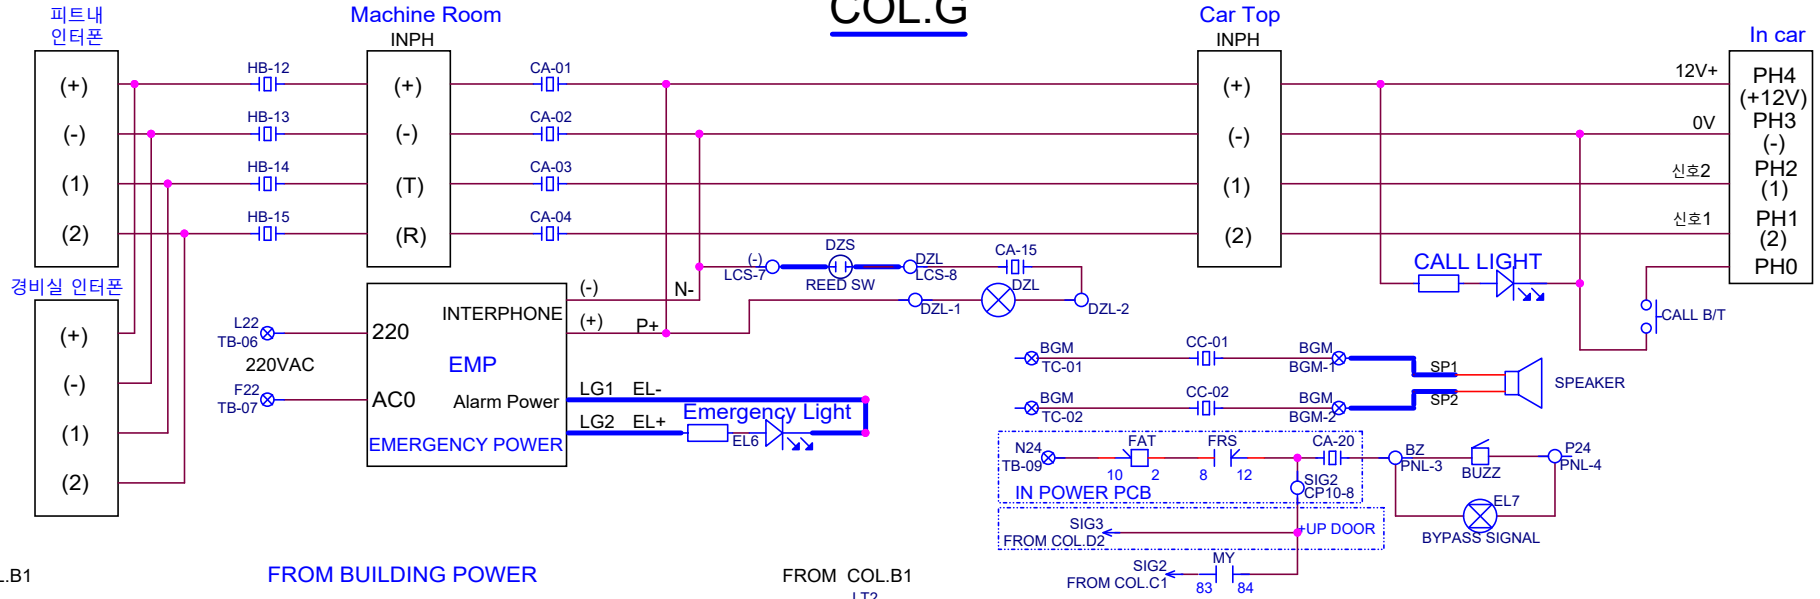 COL.G
피트내
인터폰
Machine Room
Car Top
In car
INPH
INPH
(+)
(-)
(1)
(2)
HB-12
HB-13
HB-14
HB-15
(+)
(-)
(T)
(R)
CA-01
CA-02
CA-03
CA-04
(+)
(-)
(1)
(2)
12V+
0V
신호2
신호1
PH4
(+12V)
PH3
(-)
PH2
(1)
PH1
(2)
PH0
경비실 인터폰
(+)
(-)
(1)
(2)
L22
TB-06
220VAC
F22
TB-07
220
AC0
INTERPHONE
EMP
Alarm Power
EMERGENCY POWER
(-)
(+)
N-
P+
LG1 EL-
LG2 EL+
Emergency Light
EL6
(-)
LCS-7
DZS
REED SW
DZL
LCS-8
CA-15
DZL
DZL-1
DZL-2
CALL LIGHT
CALL B/T
BGM
TC-01
CC-01
BGM
BGM-1
SP1
SPEAKER
BGM
TC-02
CC-02
BGM
BGM-2
SP2
N24
TB-09
FAT
10 2
FRS
8 12
CA-20
SIG2
CP10-8
IN POWER PCB
BZ
PNL-3
BUZZ
P24
PNL-4
EL7
BYPASS SIGNAL
SIG3
FROM COL.D2
+UP DOOR
SIG2
FROM COL.C1
MY
83 84
L.B1
FROM BUILDING POWER
FROM COL.B1
LT2